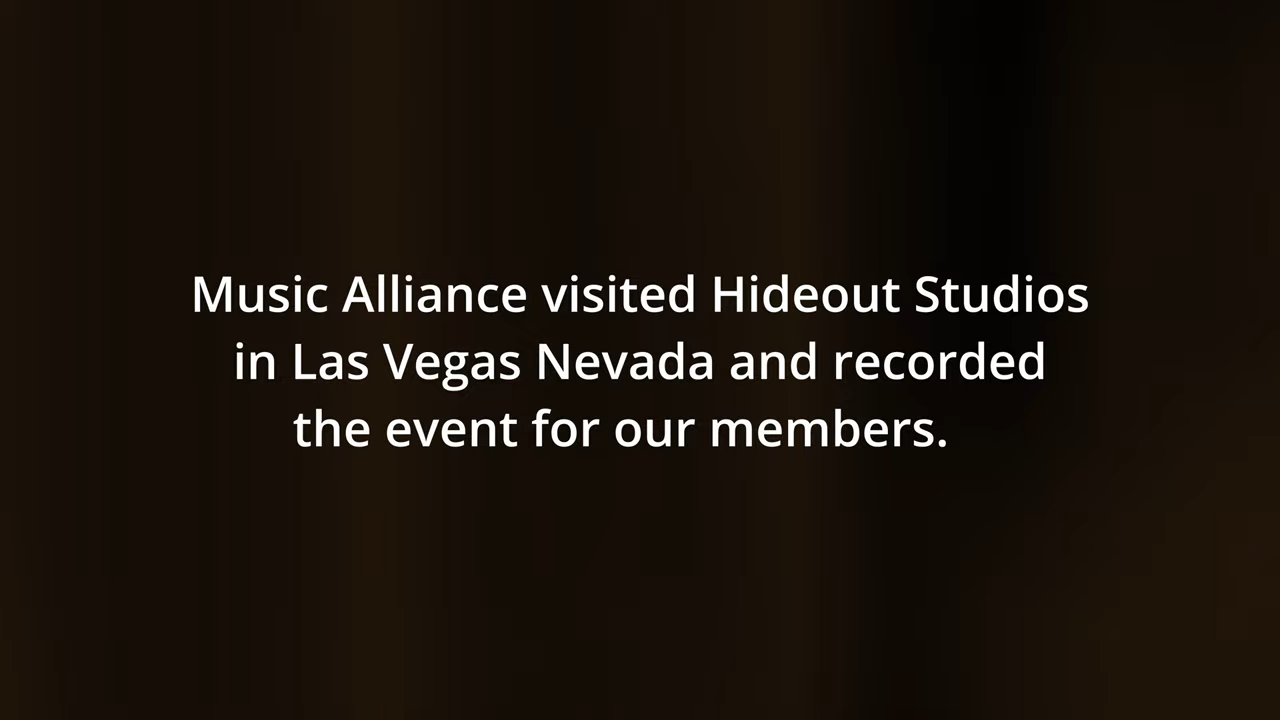 Music Alliance visited Hideout Studios
in Las Vegas Nevada and recorded
the event for our members.